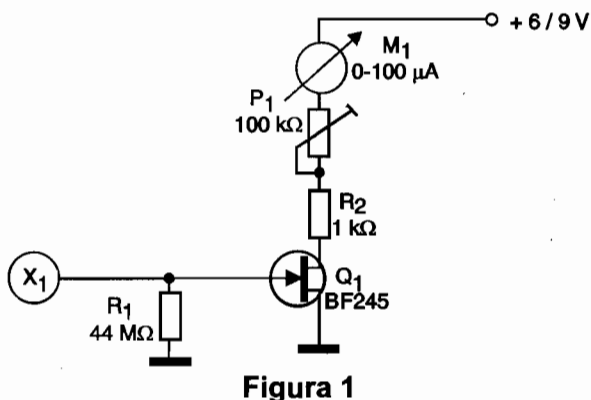 + 6 / 9 V
M1
0-100 µA
P1
100 kΩ
R2
1 kΩ
X1
Q1
BF245
R1
44 MΩ
Figura 1